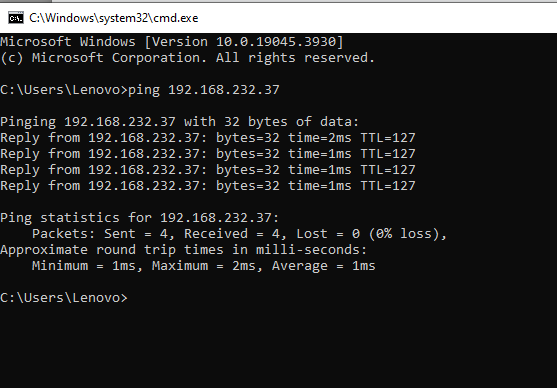 C:\Windows\system32\cmd.exe
Microsoft Windows [Version 10.0.19045.3930]
(c) Microsoft Corporation. All rights reserved.
C:\Users\Lenovo>ping 192.168.232.37
Pinging 192.168.232.37 with 32 bytes of data:
Reply from 192.168.232.37: bytes=32 time=2ms TTL=127
Reply from 192.168.232.37: bytes=32 time=1ms TTL=127
Reply from 192.168.232.37: bytes=32 time=1ms TTL=127
Reply from 192.168.232.37: bytes=32 time=1ms TTL=127
Ping statistics for 192.168.232.37:
    Packets: Sent = 4, Received = 4, Lost = 0 (0% loss),
Approximate round trip times in milli-seconds:
    Minimum = 1ms, Maximum = 2ms, Average = 1ms
C:\Users\Lenovo>